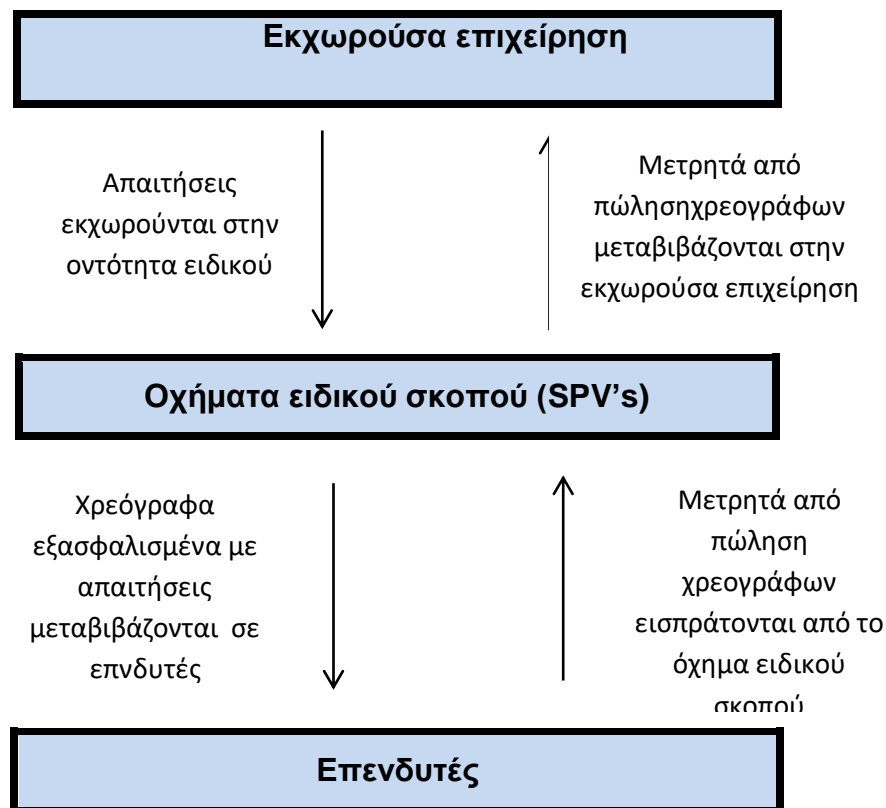 Εκχωρούσα επιχείρηση
Απαιτήσεις
εκχωρούνται στην
οντότητα ειδικού
Μετρητά από
πώλησηχρεογράφων
μεταβιβάζονται στην
εκχωρούσα επιχείρηση
Οχήματα ειδικού σκοπού (SPV’s)
Χρεόγραφα
εξασφαλισμένα με
απαιτήσεις
μεταβιβάζονται σε
επνδυτές
Μετρητά από
πώληση
χρεογράφων
εισπράτονται από το
όχημα ειδικού
σκοπού
Επενδυτές